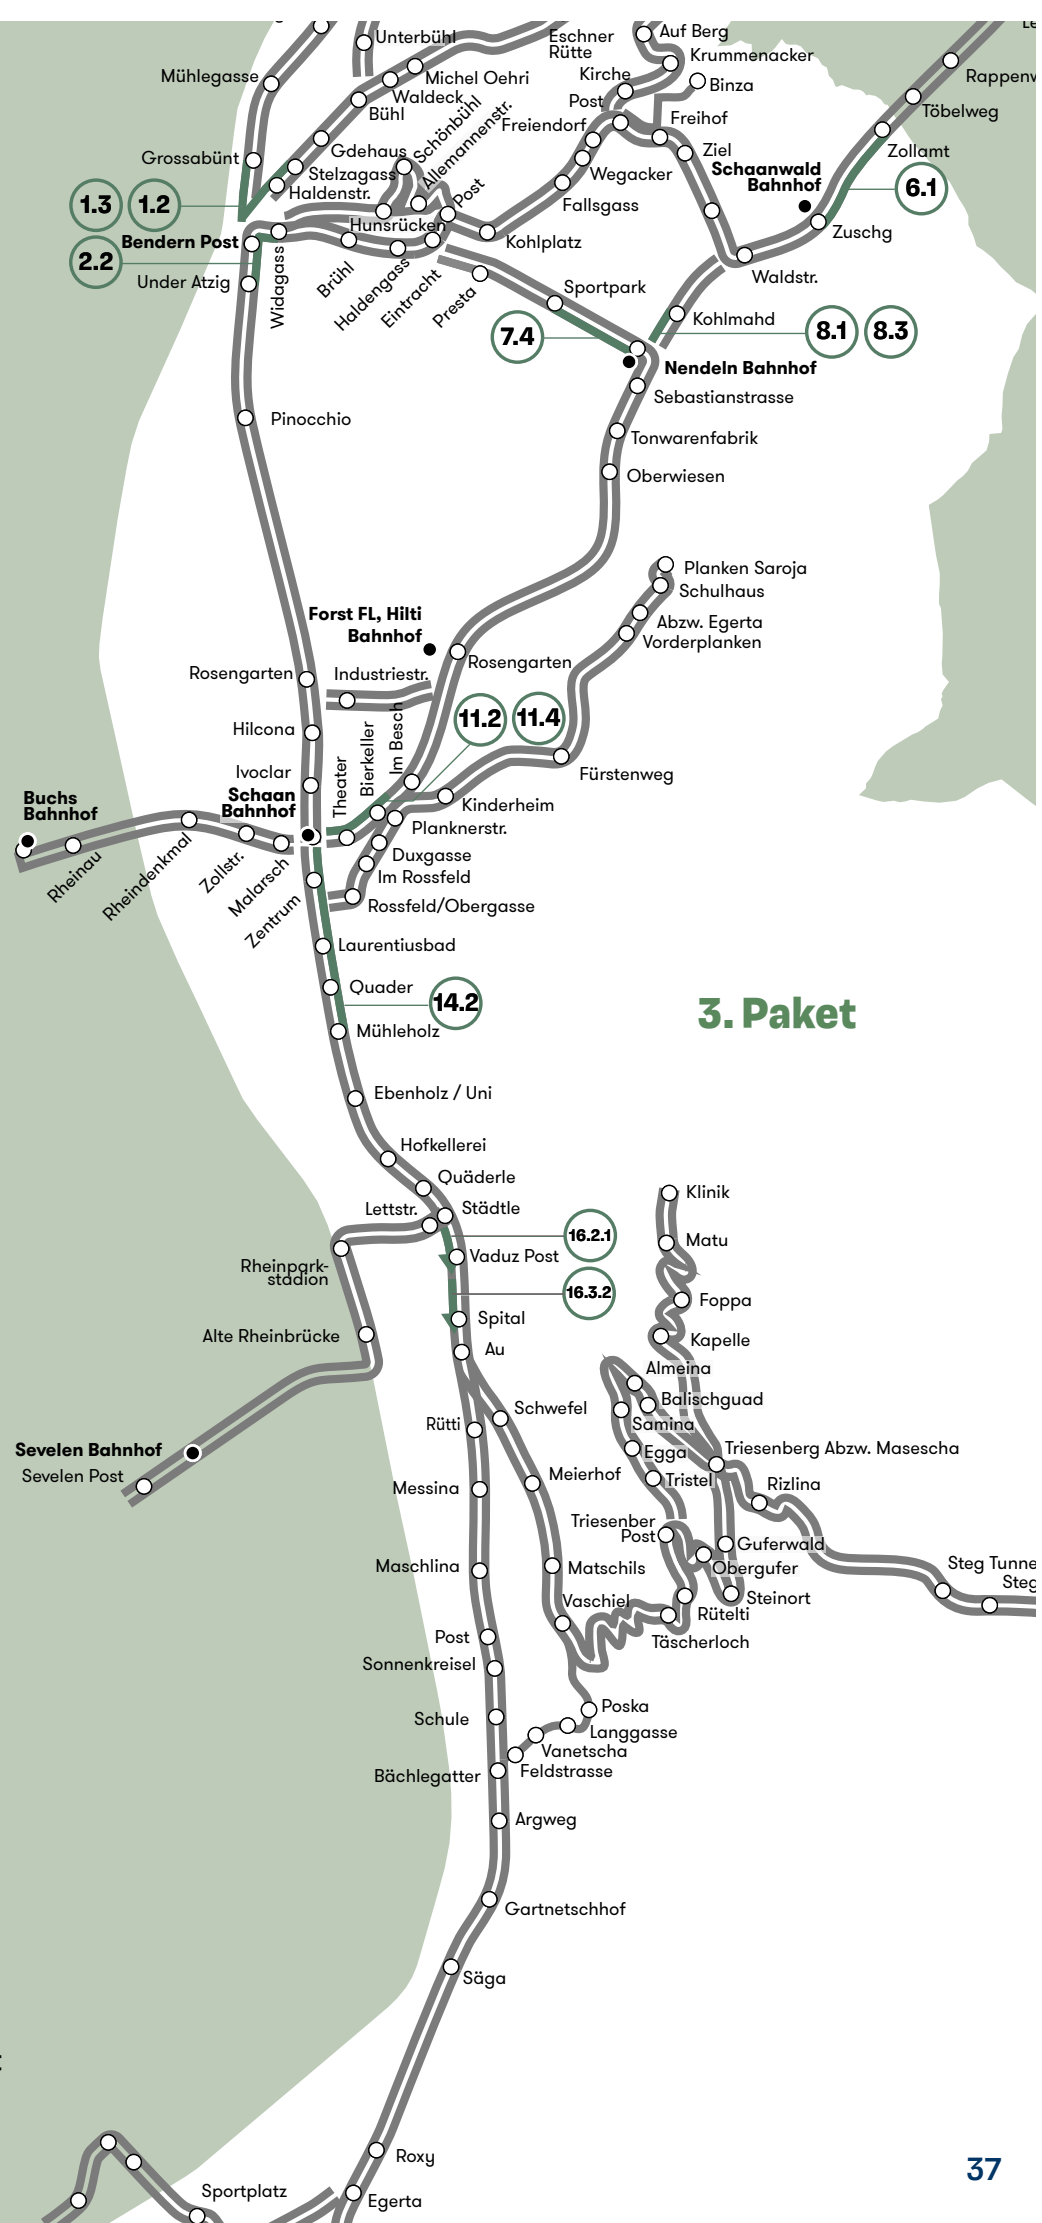 Unterbühl
Eschner
Rütte
Auf Berg
Krummenacker
Mühlegasse
Michel Oehri
Kirche
Binza
Rappenw
Waldeck
Post
Bühl
Töbelweg
Schönbühl
Allemannenstr.
Freiendorf
Freihof
Grossabünt
Gdehaus
Ziel
Zollamt
Stelzagass
Wegacker
Schaanwald
Bahnhof
6.1
Haldenstr.
Post
1.3
1.2
Fallsgass
Hunsrücken
Zuschg
Bendern Post
Kohlplatz
2.2
Under Atzig
Widagass
Brühl
Haldengass
Eintracht
Presta
Waldstr.
Sportpark
Kohlmahd
8.1
8.3
7.4
Nendeln Bahnhof
Sebastianstrasse
Pinocchio
Tonwarenfabrik
Oberwiesen
Planken Saroja
Schulhaus
Forst FL, Hilti
Bahnhof
Abzw. Egerta
Vorderplanken
Rosengarten
Rosengarten
Industriestr.
11.2
11.4
Hilcona
Im Besch
Bierkeller
Theater
Ivoclar
Fürstenweg
Schaan
Bahnhof
Buchs
Bahnhof
Kinderheim
Planknerstr.
Duxgasse
Rheinau
Rheindenkmal
Zollstr.
Malarsch
Zentrum
Im Rossfeld
Rossfeld/Obergasse
Laurentiusbad
Quader
14.2
3. Paket
Mühleholz
Ebenholz / Uni
Hofkellerei
Quäderle
Klinik
Lettstr.
Städtle
16.2.1
Matu
Vaduz Post
Rheinpark-
stadion
16.3.2
Foppa
Spital
Alte Rheinbrücke
Kapelle
Au
Almeina
Balischguad
Schwefel
Rütti
Samina
Sevelen Bahnhof
Egga
Triesenberg Abzw. Masescha
Sevelen Post
Meierhof
Tristel
Rizlina
Messina
Triesenber
Post
Guferwald
Maschlina
Matschils
Obergufer
Steg Tunne
Steg
Vaschiel
Steinort
Rütelti
Post
Täscherloch
Sonnenkreisel
Poska
Schule
Langgasse
Vanetscha
Bächlegatter
Feldstrasse
Argweg
Gartnetschhof
Säga
Roxy
37
Sportplatz
Egerta